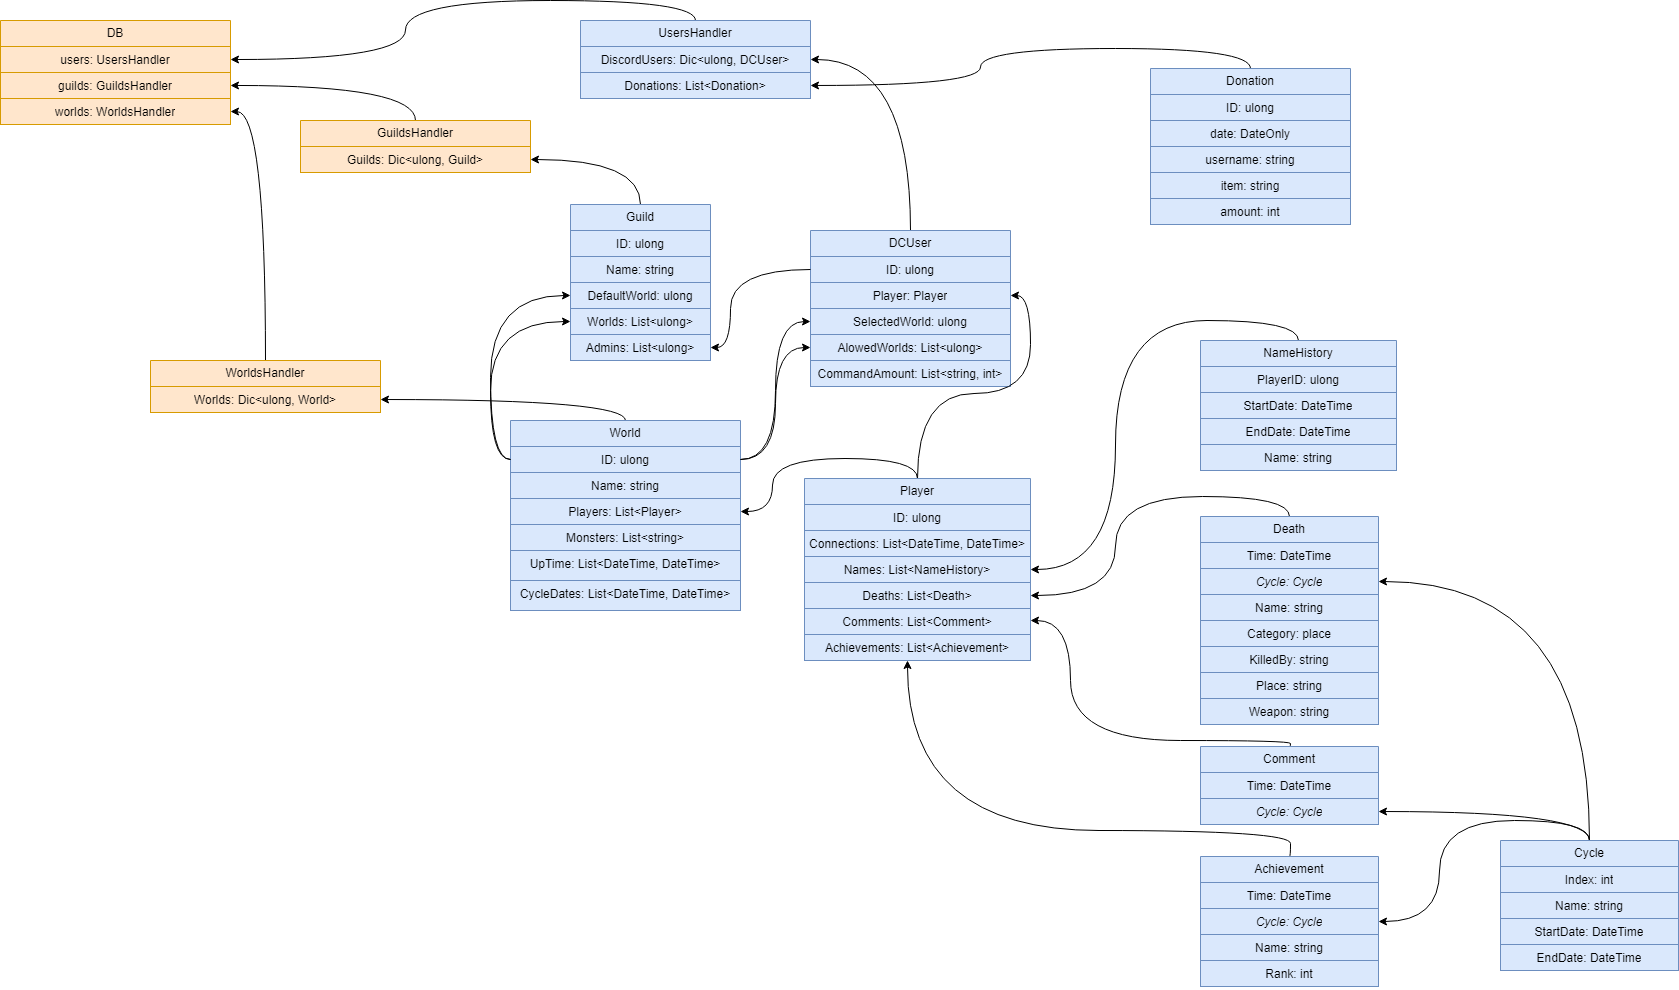 DB
users: UsersHandler
guilds: GuildsHandler
worlds: WorldsHandler
UsersHandler
DiscordUsers: Dic<ulong, DCUser>
Donations: List<Donation>
Donation
ID: ulong
date: DateOnly
username: string
item: string
amount: int
GuildsHandler
Guilds: Dic<ulong, Guild>
Guild
ID: ulong
Name: string
DefaultWorld: ulong
Worlds: List<ulong>
Admins: List<ulong>
DCUser
ID: ulong
Player: Player
SelectedWorld: ulong
AlowedWorlds: List<ulong>
CommandAmount: List<string, int>
WorldsHandler
Worlds: Dic<ulong, World>
World
ID: ulong
Name: string
Players: List<Player>
Monsters: List<string>
UpTime: List<DateTime, DateTime>
CycleDates: List<DateTime, DateTime>
Player
ID: ulong
Connections: List<DateTime, DateTime>
Names: List<NameHistory>
Deaths: List<Death>
Comments: List<Comment>
Achievements: List<Achievement>
NameHistory
PlayerID: ulong
StartDate: DateTime
EndDate: DateTime
Name: string
Death
Time: DateTime
Cycle: Cycle
Name: string
Category: place
KilledBy: string
Place: string
Weapon: string
Comment
Time: DateTime
Cycle: Cycle
Achievement
Time: DateTime
Cycle: Cycle
Name: string
Rank: int
Cycle
Index: int
Name: string
StartDate: DateTime
EndDate: DateTime